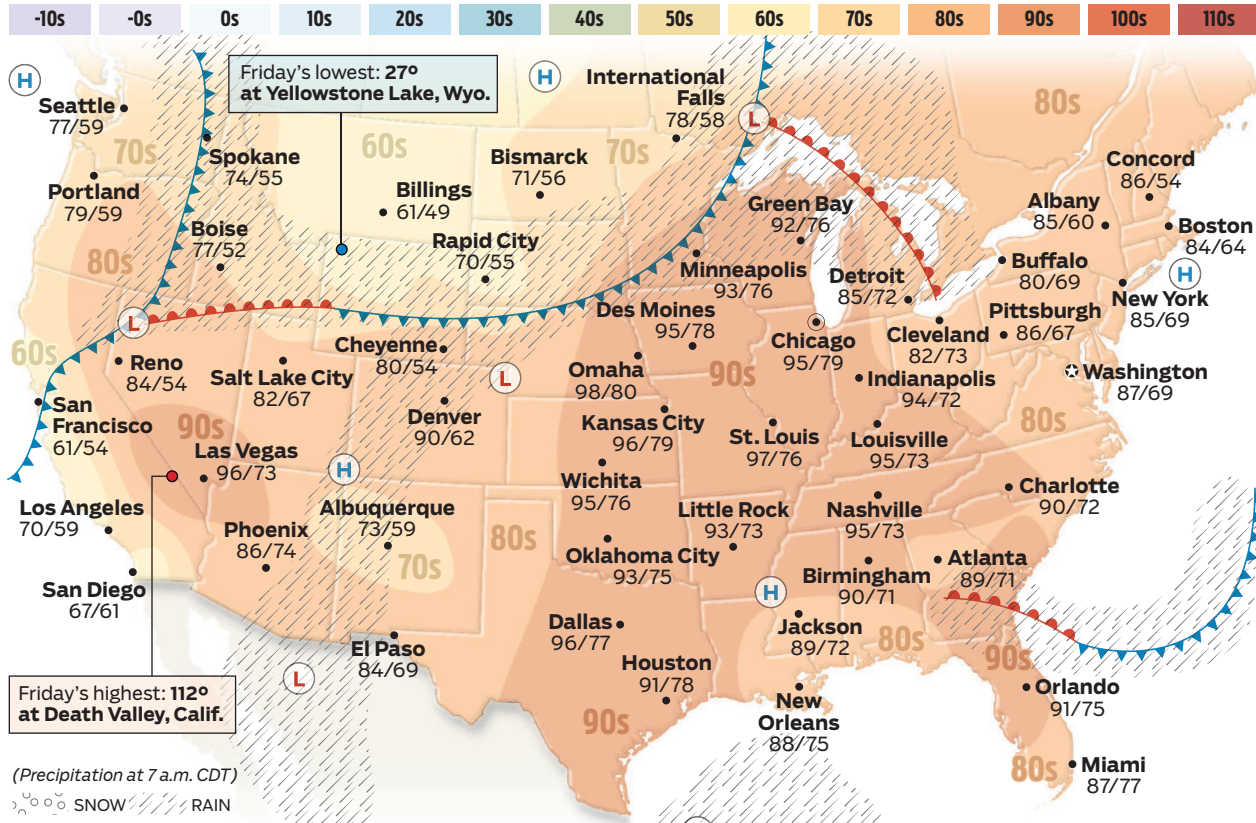 -10s -0s 0s 10s 20s 30s 40s 50s 60s 70s 80s 90s 100s 110s
H
Friday's lowest: 27º
at Yellowstone Lake, Wyo.
H
International
Falls
78/58
80s
Seattle
77/59
L
70s
Spokane
74/55
60s
Bismarck
71/56
70s
Concord
86/54
Portland
79/59
Billings
61/49
Green Bay
92/76
Albany
85/60
Boise
77/52
Rapid City
70/55
Boston
84/64
80s
Minneapolis
93/76
Detroit
85/72
Buffalo
80/69
H
L
Des Moines
95/78
New York
85/69
Pittsburgh
86/67
60s
Reno
84/54
Salt Lake City
82/67
Cheyenne
80/54
L
Omaha
98/80
90s
Chicago
95/79
Cleveland
82/73
Indianapolis
94/72
Washington
87/69
San
Francisco
61/54
90s
Denver
90/62
Kansas City
96/79
St. Louis
97/76
Louisville
95/73
80s
Las Vegas
96/73
H
Wichita
95/76
Charlotte
90/72
Los Angeles
70/59
Phoenix
86/74
Albuquerque
73/59
80s
Little Rock
93/73
Nashville
95/73
70s
Oklahoma City
93/75
Birmingham
90/71
Atlanta
89/71
San Diego
67/61
H
Dallas
96/77
Jackson
89/72
80s
El Paso
84/69
Houston
91/78
90s
L
Friday's highest: 112º
at Death Valley, Calif.
New
Orleans
88/75
Orlando
91/75
90s
80s
Miami
87/77
(Precipitation at 7 a.m. CDT)
SNOW RAIN